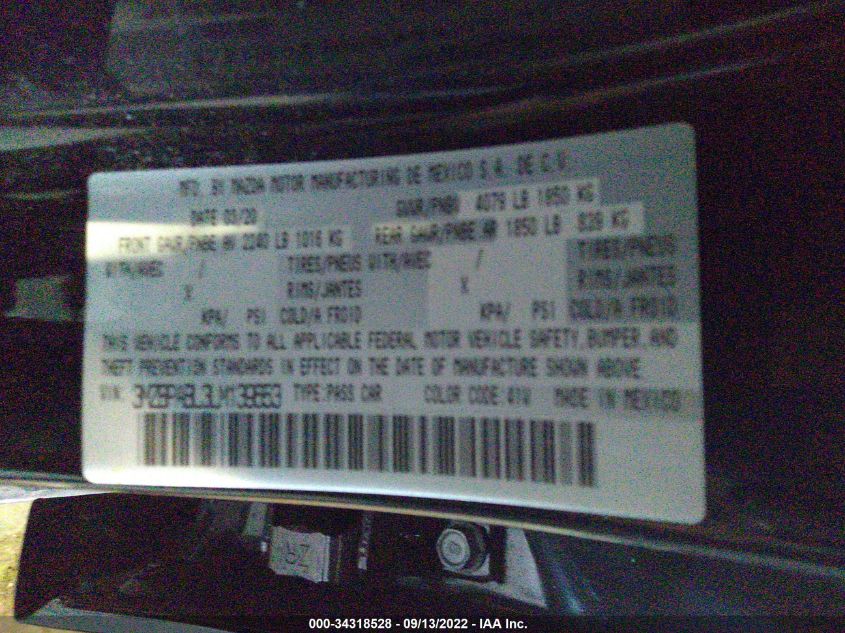 MFD. BY MAZDA MOTOR MANUFACTURING DE MEXICO S.A. DE C.V.
DATE 03/20 GVWR/PNBV 4079 LB 1850 KG
FRONT GAWR/PNBE AV 2240 LB 1016 KG REAR GAWR/PNBE AR 1850 LB 839 KG
WITH/AVEC / TIRES/PNEUS WITH/AVEC / TIRES/PNEUS
X RIMS/JANTES X RIMS/JANTES
KPA/ PSI COLD/A FROID KPA/ PSI COLD/A FROID
THIS VEHICLE CONFORMS TO ALL APPLICABLE FEDERAL MOTOR VEHICLE SAFETY, BUMPER, AND
THEFT PREVENTION STANDARDS IN EFFECT ON THE DATE OF MANUFACTURE SHOWN ABOVE
VIN: TYPE: PASS CAR COLOR CODE 41V MADE IN MEXICO
000-34318528 - 09/13/2022 - IAA Inc.